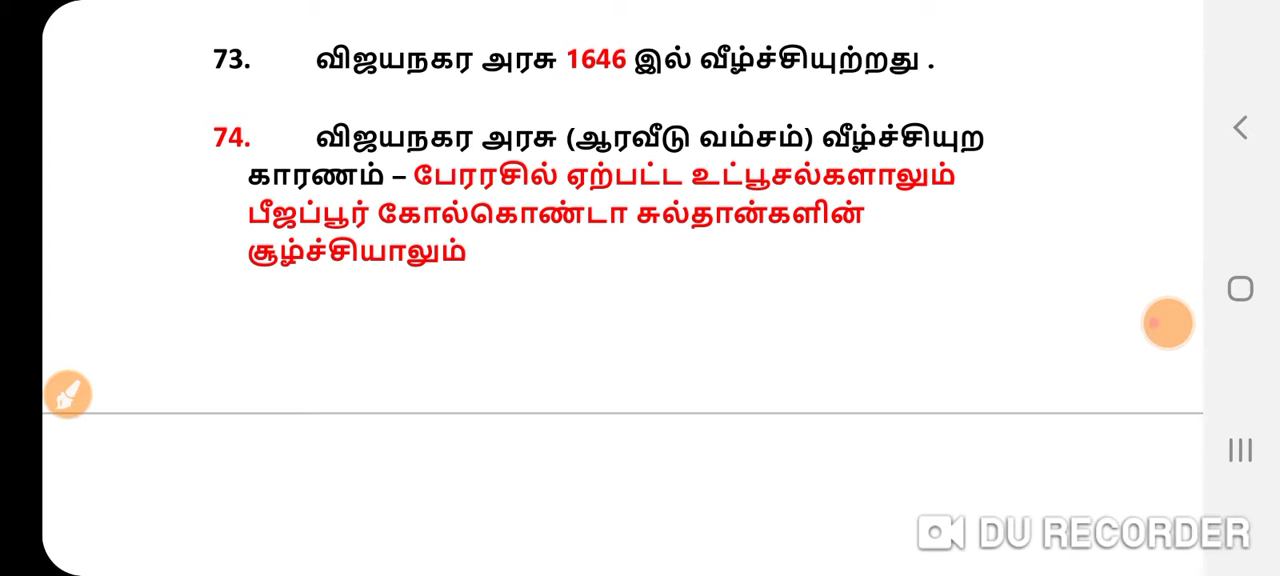 73. விஜயநகர அரசு 1646 இல் வீழ்ச்சியுற்றது .
74. விஜயநகர அரசு (ஆரவீடு வம்சம்) வீழ்ச்சியுற
காரணம் – பேரரசில் ஏற்பட்ட உட்பூசல்களாலும்
பீஜப்பூர் கோல்கொண்டா சுல்தான்களின்
சூழ்ச்சியாலும்
DU RECORDER